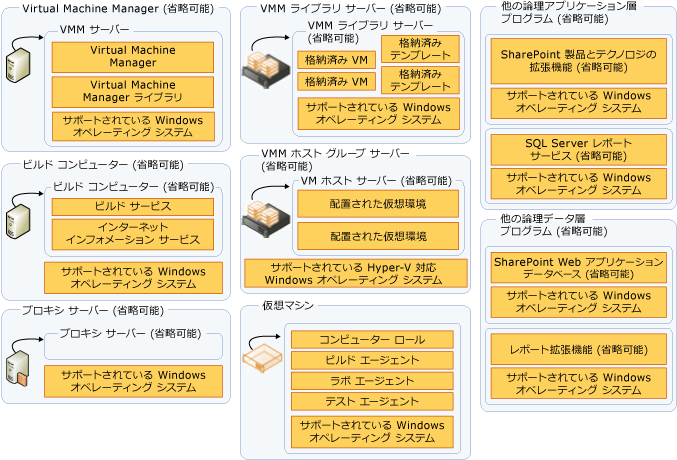 Virtual Machine Manager (省略可能)
VMM サーバー
Virtual Machine
Manager
Virtual Machine
Manager ライブラリ
サポートされている Windows
オペレーティング システム
ビルド コンピューター (省略可能)
ビルド コンピューター (省略可能)
ビルド サービス
インターネット
インフォメーション サービス
サポートされている Windows
オペレーティング システム
プロキシ サーバー (省略可能)
プロキシ サーバー (省略可能)
サポートされている Windows
オペレーティング システム
VMM ライブラリ サーバー (省略可能)
VMM ライブラリ サーバー
(省略可能)
格納済み VM
格納済み
テンプレート
格納済み VM
格納済み
テンプレート
サポートされている Windows
オペレーティング システム
VMM ホスト グループ サーバー
(省略可能)
VM ホスト サーバー (省略可能)
配置された仮想環境
配置された仮想環境
サポートされている Hyper-V 対応
Windows オペレーティング システム
仮想マシン
コンピューター ロール
ビルド エージェント
ラボ エージェント
テスト エージェント
サポートされている Windows
オペレーティング システム
他の論理アプリケーション層
プログラム (省略可能)
SharePoint 製品とテクノロジの
拡張機能 (省略可能)
サポートされている Windows
オペレーティング システム
SQL Server レポート
サービス (省略可能)
サポートされている Windows
オペレーティング システム
他の論理データ層
プログラム (省略可能)
SharePoint Web アプリケーション
データベース (省略可能)
サポートされている Windows
オペレーティング システム
レポート拡張機能 (省略可能)
サポートされている Windows
オペレーティング システム